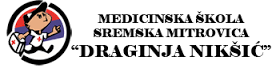 MEDICINSKA ŠKOLA
SREMSKA MITROVICA
“DRAGINJA NIKŠIĆ”